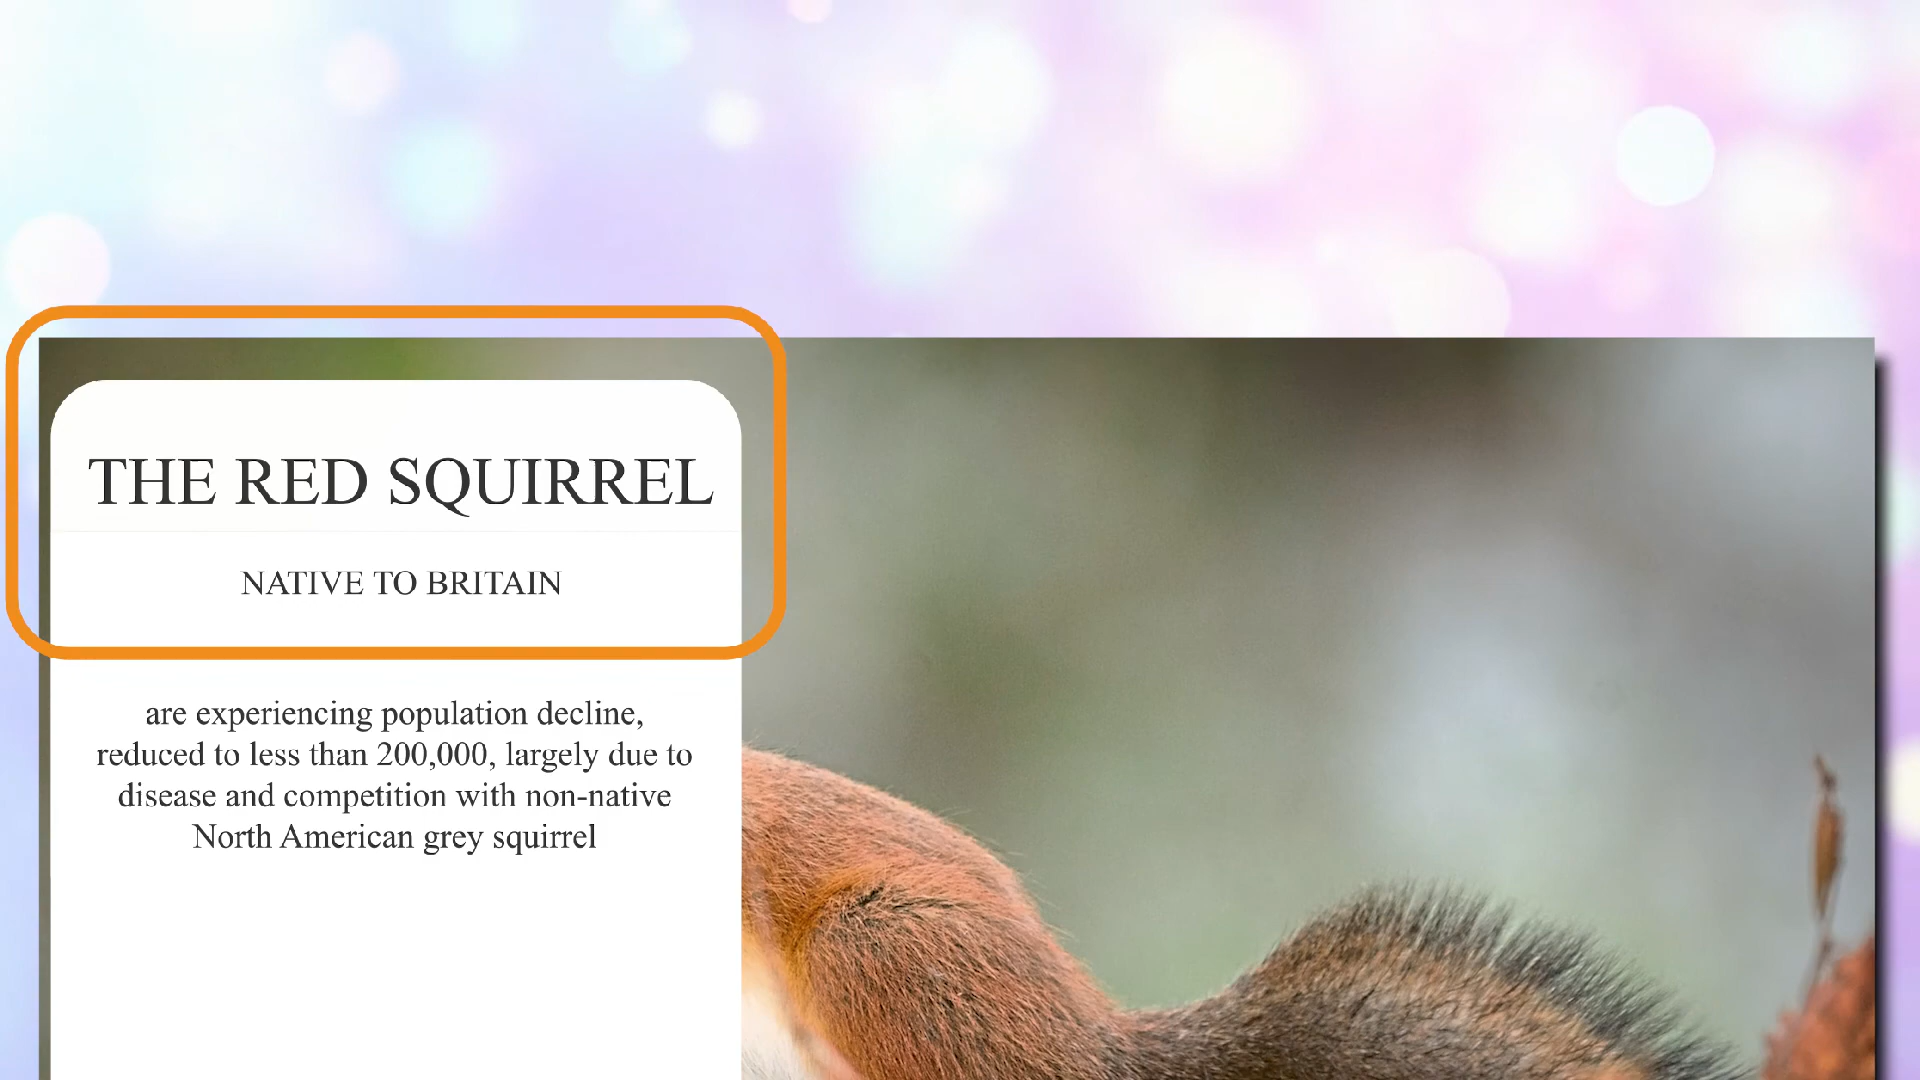 THE RED SQUIRREL
NATIVE TO BRITAIN
are experiencing population decline,
reduced to less than 200,000, largely due to
disease and competition with non-native
North American grey squirrel